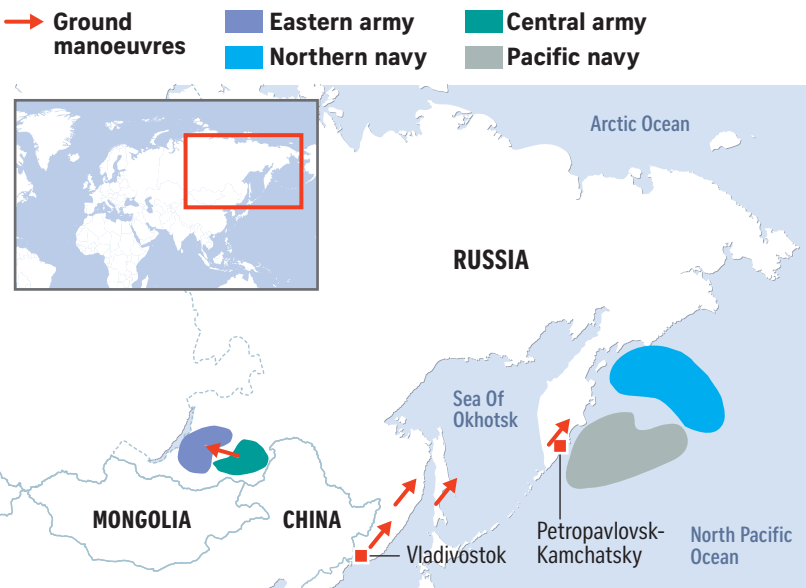 Ground
manoeuvres
Eastern army
Northern navy
Central army
Pacific navy
Arctic Ocean
RUSSIA
Sea Of
Okhotsk
MONGOLIA
CHINA
Vladivostok
Petropavlovsk-
Kamchatsky
North Pacific
Ocean